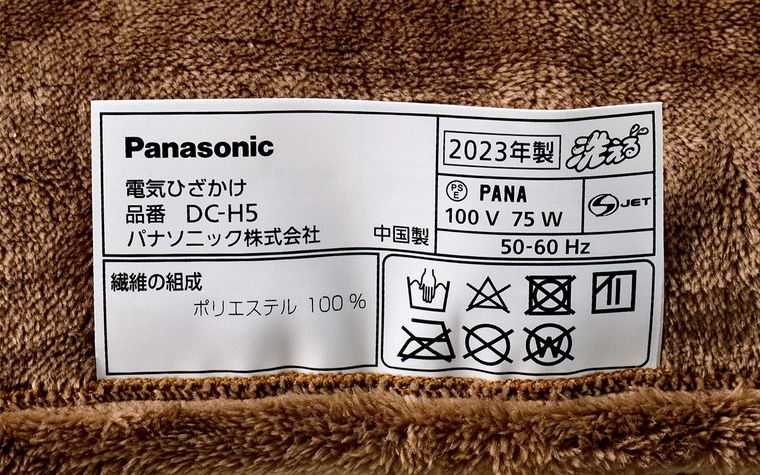 Panasonic
電気ひざかけ
品番 DC-H5
パナソニック株式会社
中国製
2023年製
洗える
PSE PANA
100 V 75 W
JET
50-60 Hz
繊維の組成
ポリエステル 100 %
W